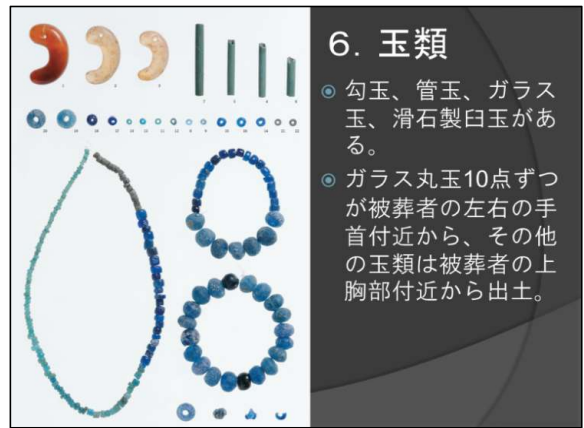 6. 玉類
勾玉、管玉、ガラス
玉、滑石製臼玉があ
る。
ガラス丸玉10点ずつ
が被葬者の左右の手
首付近から、その他
の玉類は被葬者の上
胸部付近から出土。